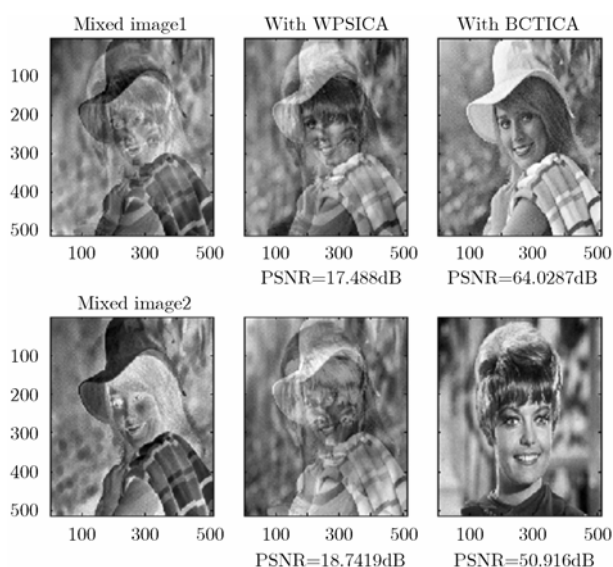 Mixed image1 With WPSICA With BCTICA
100
200
300
400
500
100 300 500 100 300 500 100 300 500
PSNR=17.488dB PSNR=64.0287dB
Mixed image2
100
200
300
400
500
100 300 500 100 300 500 100 300 500
PSNR=18.7419dB PSNR=50.916dB